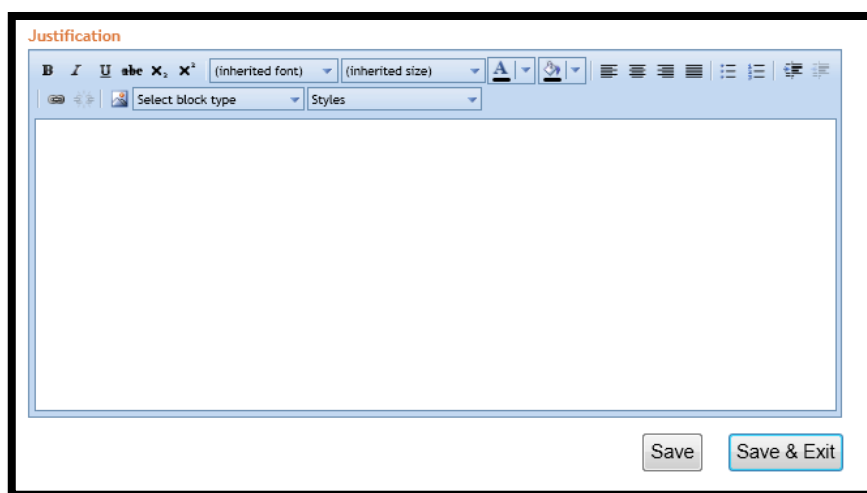 Justification
B I U abc X₂ X² (inherited font) (inherited size) A
Select block type Styles
Save Save & Exit